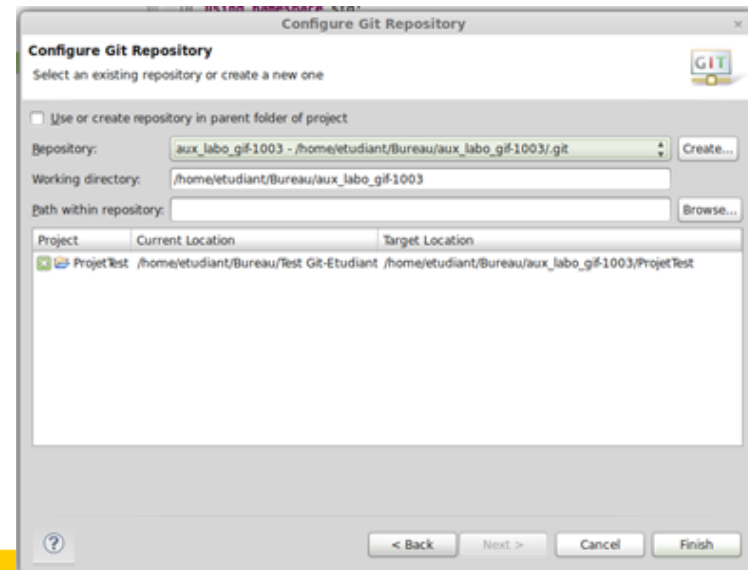 using namespace std;
Configure Git Repository
Configure Git Repository
Select an existing repository or create a new one
GIT
Use or create repository in parent folder of project
Repository: aux_labo_gif-1003 - /home/etudiant/Bureau/aux_labo_gif-1003/.git Create...
Working directory: /home/etudiant/Bureau/aux_labo_gif-1003
Path within repository: Browse...
Project Current Location Target Location
ProjetTest /home/etudiant/Bureau/Test Git-Etudiant /home/etudiant/Bureau/aux_labo_gif-1003/ProjetTest
? < Back Next > Cancel Finish